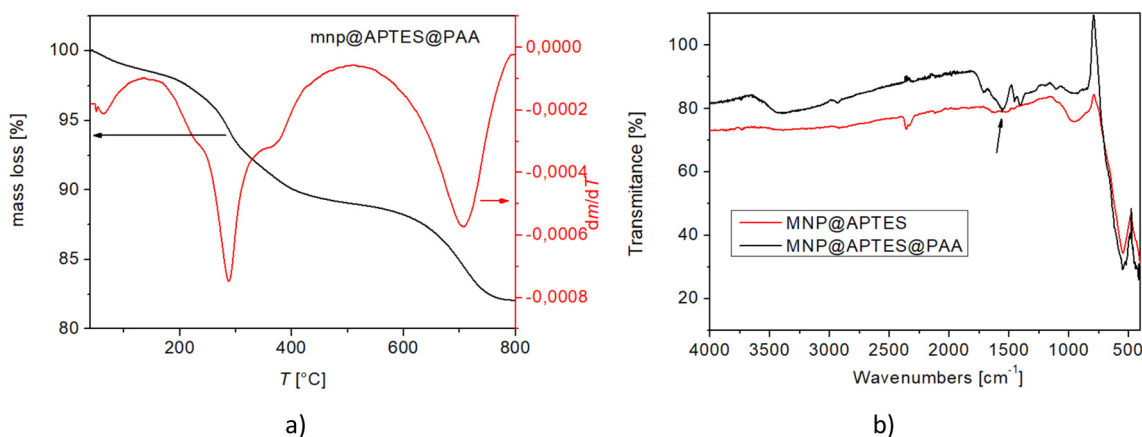 mnp@APTES@PAA
100
95
90
85
80
mass loss [%]
0,0000
-0,0002
-0,0004
-0,0006
-0,0008
dm/dT
200
400
600
800
T [°C]
a)
100
80
60
40
20
Transmitance [%]
MNP@APTES
MNP@APTES@PAA
4000
3500
3000
2500
2000
1500
1000
500
Wavenumbers [cm⁻¹]
b)